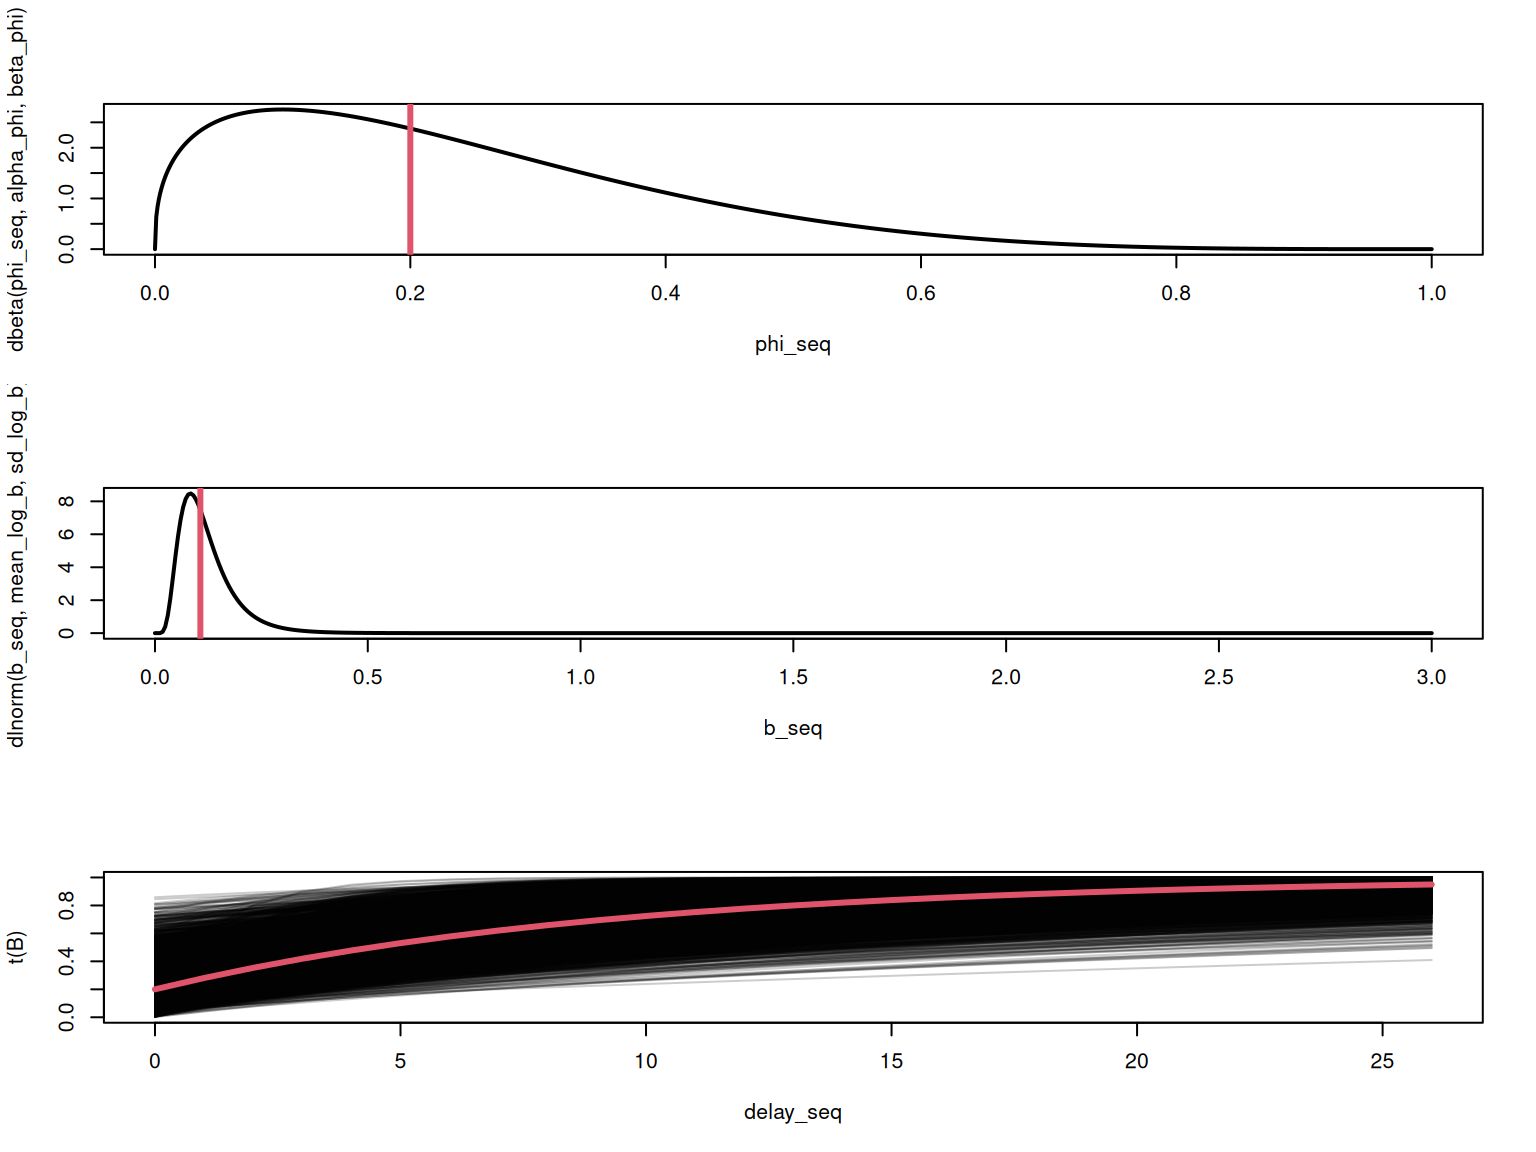 dbeta(phi_seq, alpha_phi, beta_phi)
2.0
1.0
0.0
0.0 0.2 0.4 0.6 0.8 1.0
phi_seq
dlnorm(b_seq, mean_log_b, sd_log_b
8
6
4
2
0
0.0 0.5 1.0 1.5 2.0 2.5 3.0
b_seq
t(B)
0.8
0.4
0.0
0 5 10 15 20 25
delay_seq